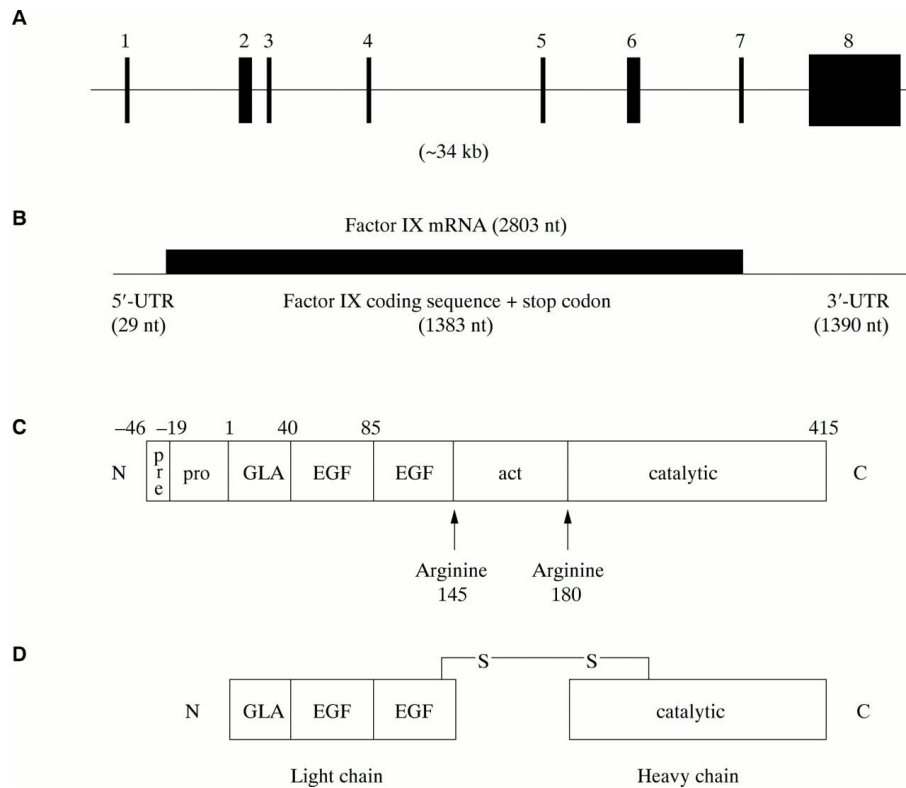 A
1 2 3 4 5 6 7 8
(~34 kb)
B
Factor IX mRNA (2803 nt)
5′-UTR Factor IX coding sequence + stop codon 3′-UTR
(29 nt) (1383 nt) (1390 nt)
C
–46 –19 1 40 85 415
N pre pro GLA EGF EGF act catalytic C
Arginine Arginine
145 180
D
S S
N GLA EGF EGF catalytic C
Light chain Heavy chain